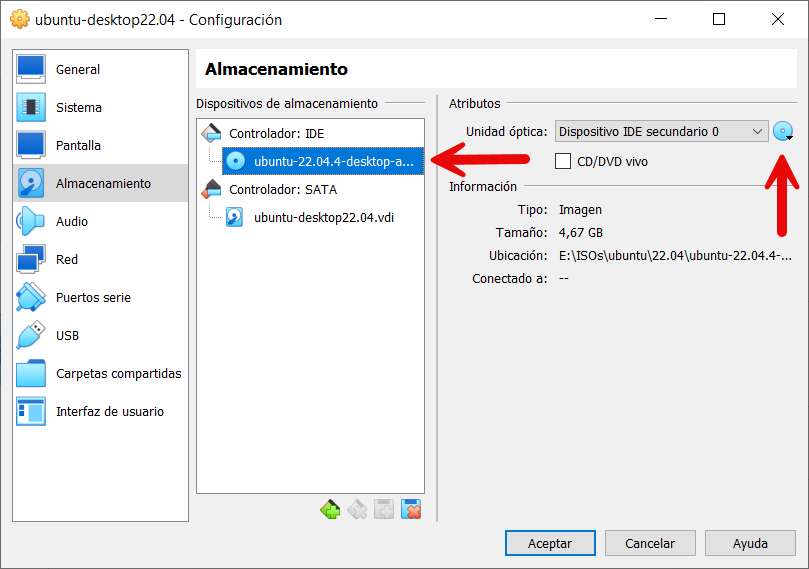 ubuntu-desktop22.04 - Configuración
General
Sistema
Pantalla
Almacenamiento
Audio
Red
Puertos serie
USB
Carpetas compartidas
Interfaz de usuario
Almacenamiento
Dispositivos de almacenamiento
Controlador: IDE
ubuntu-22.04.4-desktop-a...
Controlador: SATA
ubuntu-desktop22.04.vdi
Atributos
Unidad óptica: Dispositivo IDE secundario 0
CD/DVD vivo
Información
Tipo: Imagen
Tamaño: 4,67 GB
Ubicación: E:\ISOs\ubuntu\22.04\ubuntu-22.04.4-...
Conectado a: --
Aceptar Cancelar Ayuda